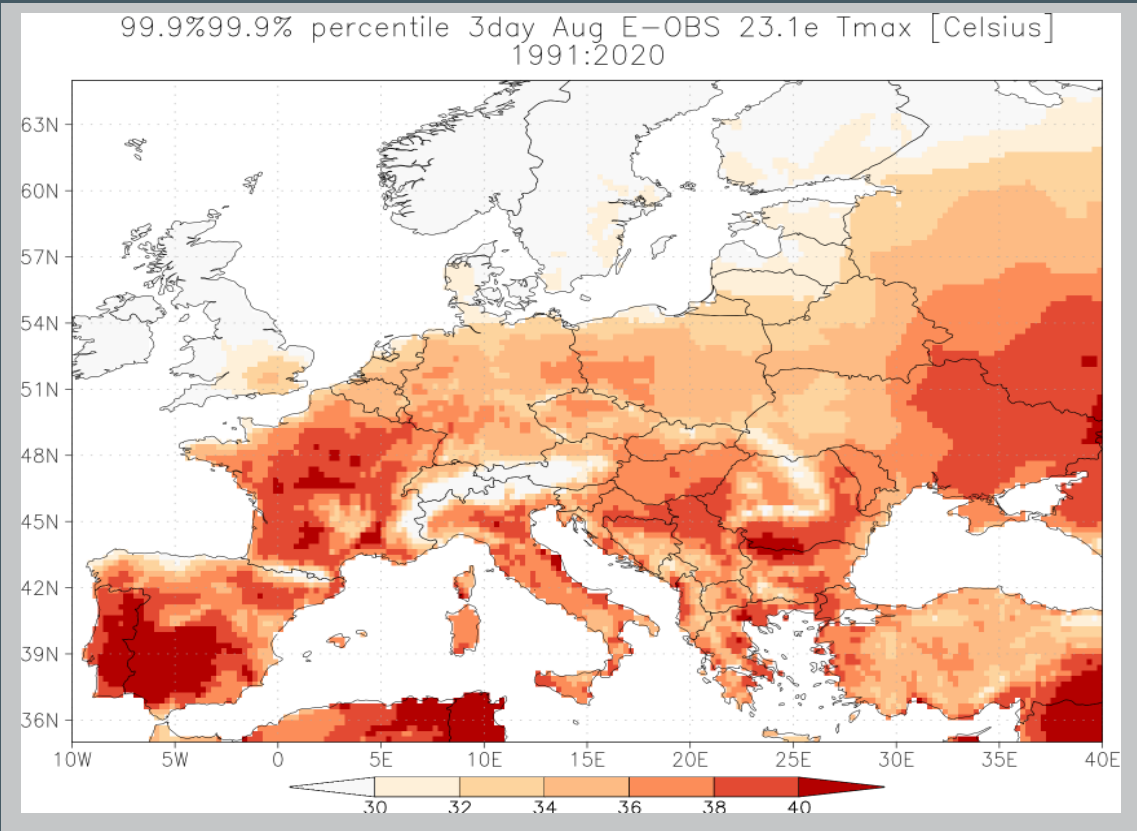 99.9%99.9% percentile 3day Aug E-OBS 23.1e Tmax [Celsius]
1991:2020
63N
60N
57N
54N
51N
48N
45N
42N
39N
36N
10W 5W 0 5E 10E 15E 20E 25E 30E 35E 40E
30 32 34 36 38 40